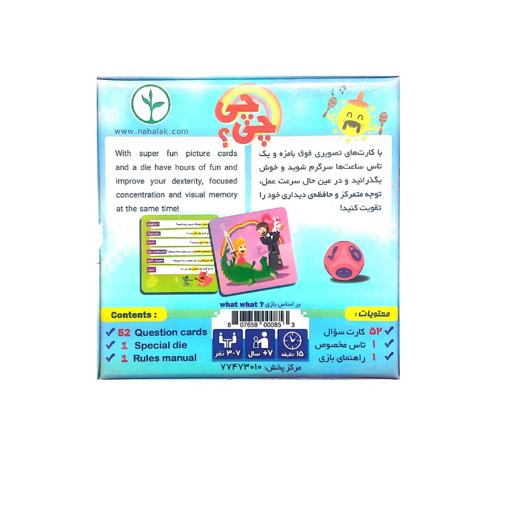 www.nahalak.com
چی چی؟
With super fun picture cards
and a die have hours of fun and
improve your dexterity, focused
concentration and visual memory
at the same time!
با کارت‌های تصویری فوق بامزه و یک
تاس ساعت‌ها سرگرم شوید و خوش
بگذرانید و در عین حال سرعت عمل،
توجه متمرکز و حافظه‌ی دیداری خود را
تقویت کنید!
بر اساس بازی what what ?
Contents :
52 Question cards
1 Special die
1 Rules manual
8 07658 00085 3
۳-۷ نفر
۷+ سال
۱۵ دقیقه
مرکز پخش: ۷۷۴۷۳۰۱۰
محتویات :
۵۲ کارت سؤال
۱ تاس مخصوص
۱ راهنمای بازی